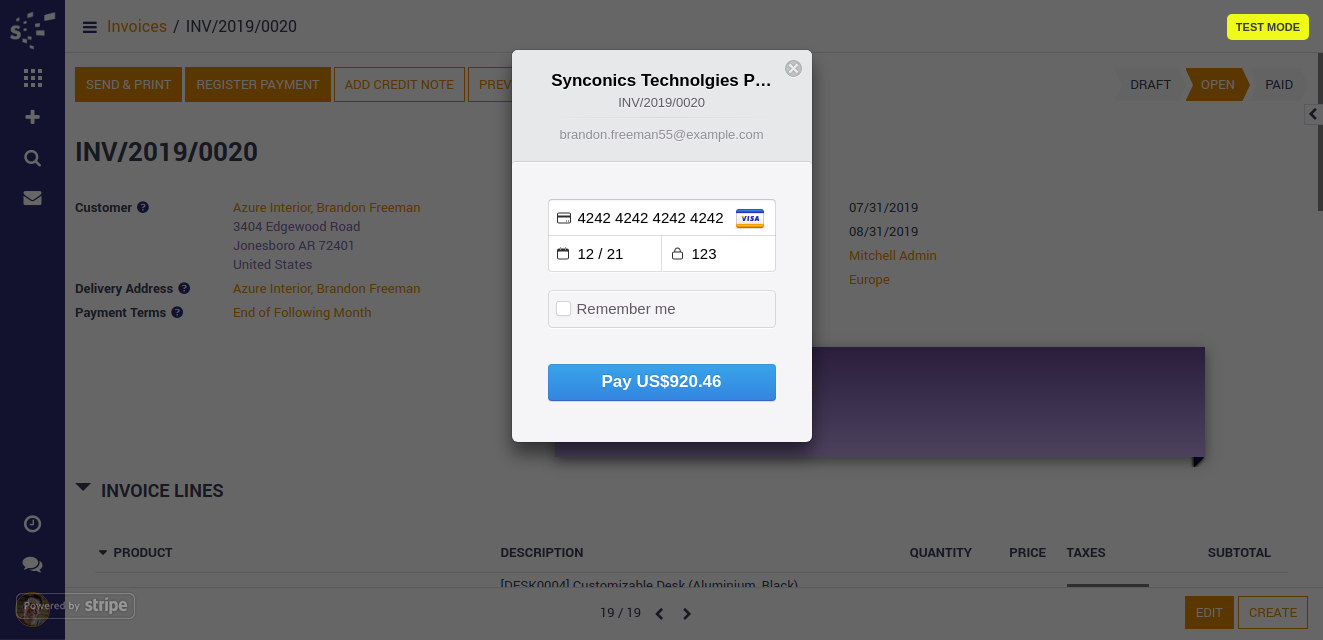 Invoices / INV/2019/0020
TEST MODE
SEND & PRINT
REGISTER PAYMENT
ADD CREDIT NOTE
PREV
DRAFT
OPEN
PAID
Synconics Technolgies P…
INV/2019/0020
brandon.freeman55@example.com
4242 4242 4242 4242
VISA
12 / 21
123
Remember me
Pay US$920.46
INV/2019/0020
Customer
Azure Interior, Brandon Freeman
3404 Edgewood Road
Jonesboro AR 72401
United States
Delivery Address
Azure Interior, Brandon Freeman
Payment Terms
End of Following Month
07/31/2019
08/31/2019
Mitchell Admin
Europe
INVOICE LINES
PRODUCT
DESCRIPTION
QUANTITY
PRICE
TAXES
SUBTOTAL
[DESK0004] Customizable Desk (Aluminium, Black)
19 / 19
EDIT
CREATE
Powered by stripe